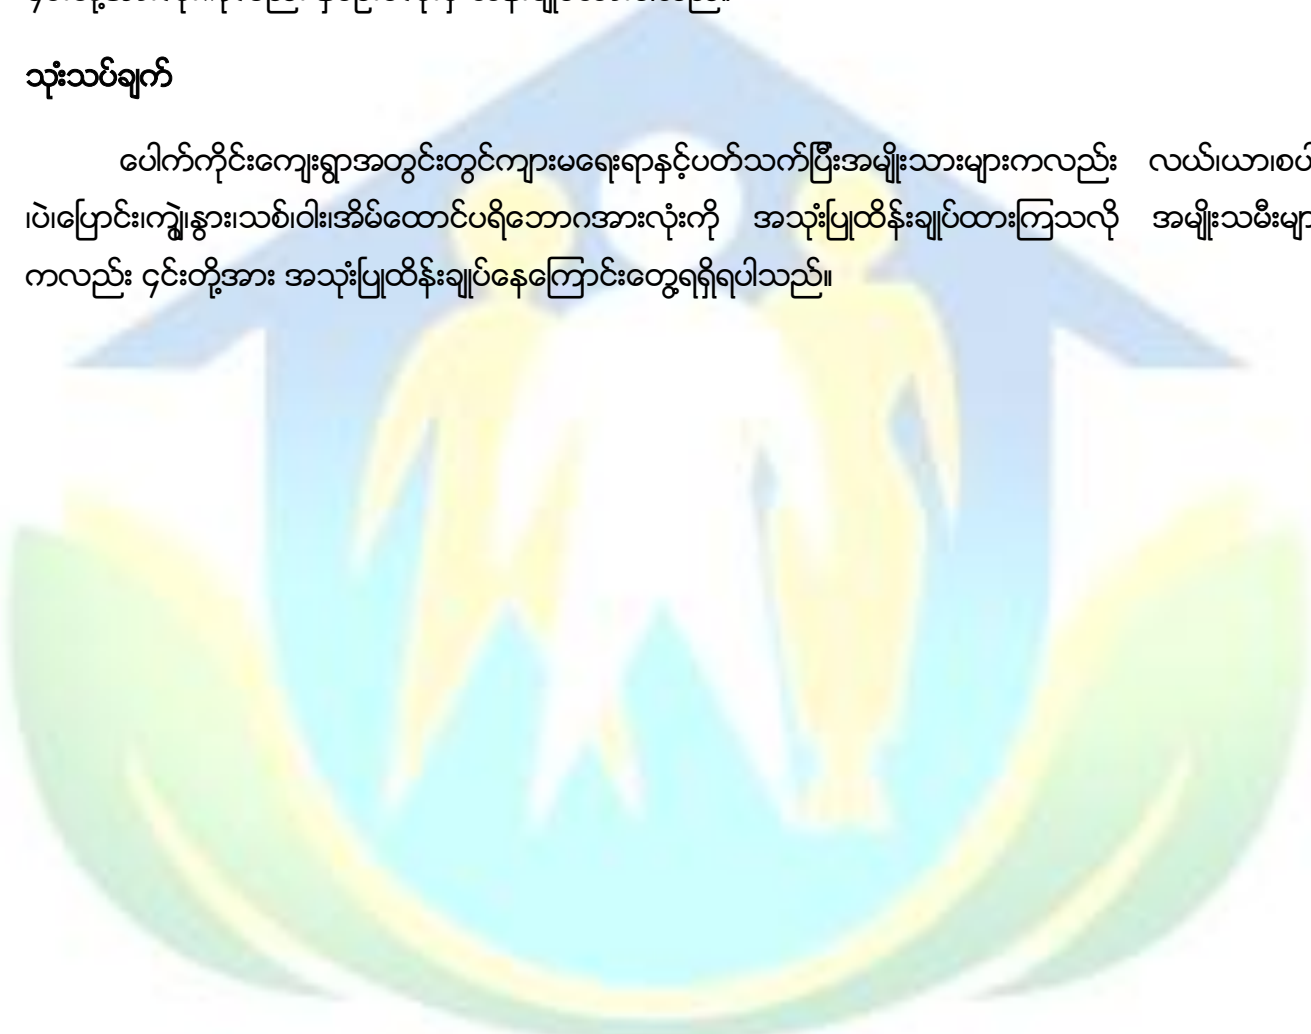 သုံးသပ်ချက်
ပေါက်ကိုင်းကျေးရွာအတွင်းတွင်ကျားမရေးရာနှင့်ပတ်သက်ပြီးအမျိုးသားများကလည်း လယ်၊ယာ၊စပါ
၊ပဲ၊ပြောင်း၊ကျွဲ၊နွား၊သစ်၊ဝါး၊အိမ်ထောင်ပရိဘောဂအားလုံးကို အသုံးပြုထိန်းချုပ်ထားကြသလို အမျိုးသမီးမျာ
ကလည်း ၄င်းတို့အား အသုံးပြုထိန်းချုပ်နေကြောင်းတွေ့ရရှိရပါသည်။